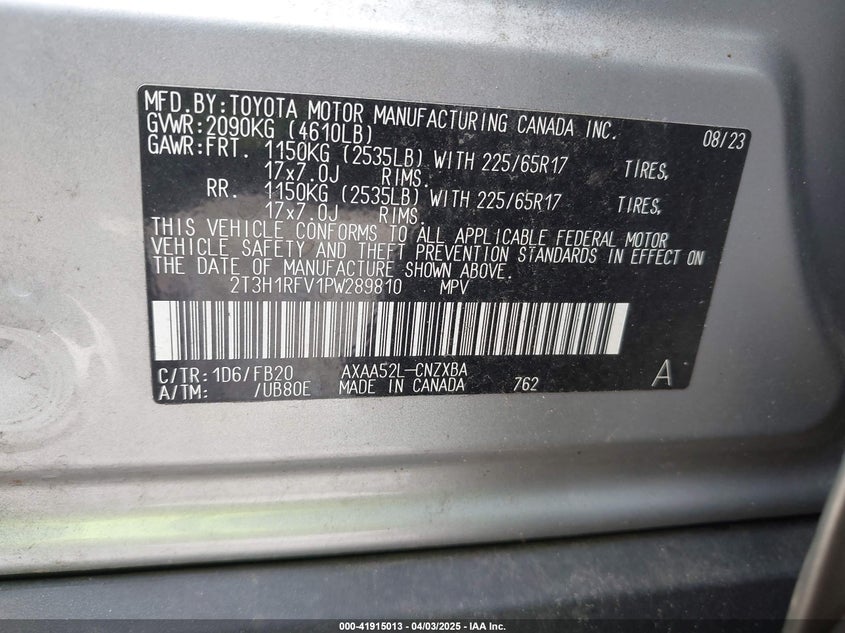 MFD.BY:TOYOTA MOTOR MANUFACTURING CANADA INC.
GVWR:2090KG (4610LB) 08/23
GAWR:FRT. 1150KG (2535LB) WITH 225/65R17 TIRES,
17x7.0J RIMS.
RR. 1150KG (2535LB) WITH 225/65R17 TIRES,
17x7.0J RIMS.
THIS VEHICLE CONFORMS TO ALL APPLICABLE FEDERAL MOTOR
VEHICLE SAFETY AND THEFT PREVENTION STANDARDS IN EFFECT ON
THE DATE OF MANUFACTURE SHOWN ABOVE.
2T3H1RFV1PW289810 MPV
C/TR: 1D6/FB20 AXAA52L-CNZXBA
A/TM: /UB80E MADE IN CANADA 762 A
000-41915013 - 04/03/2025 - IAA Inc.